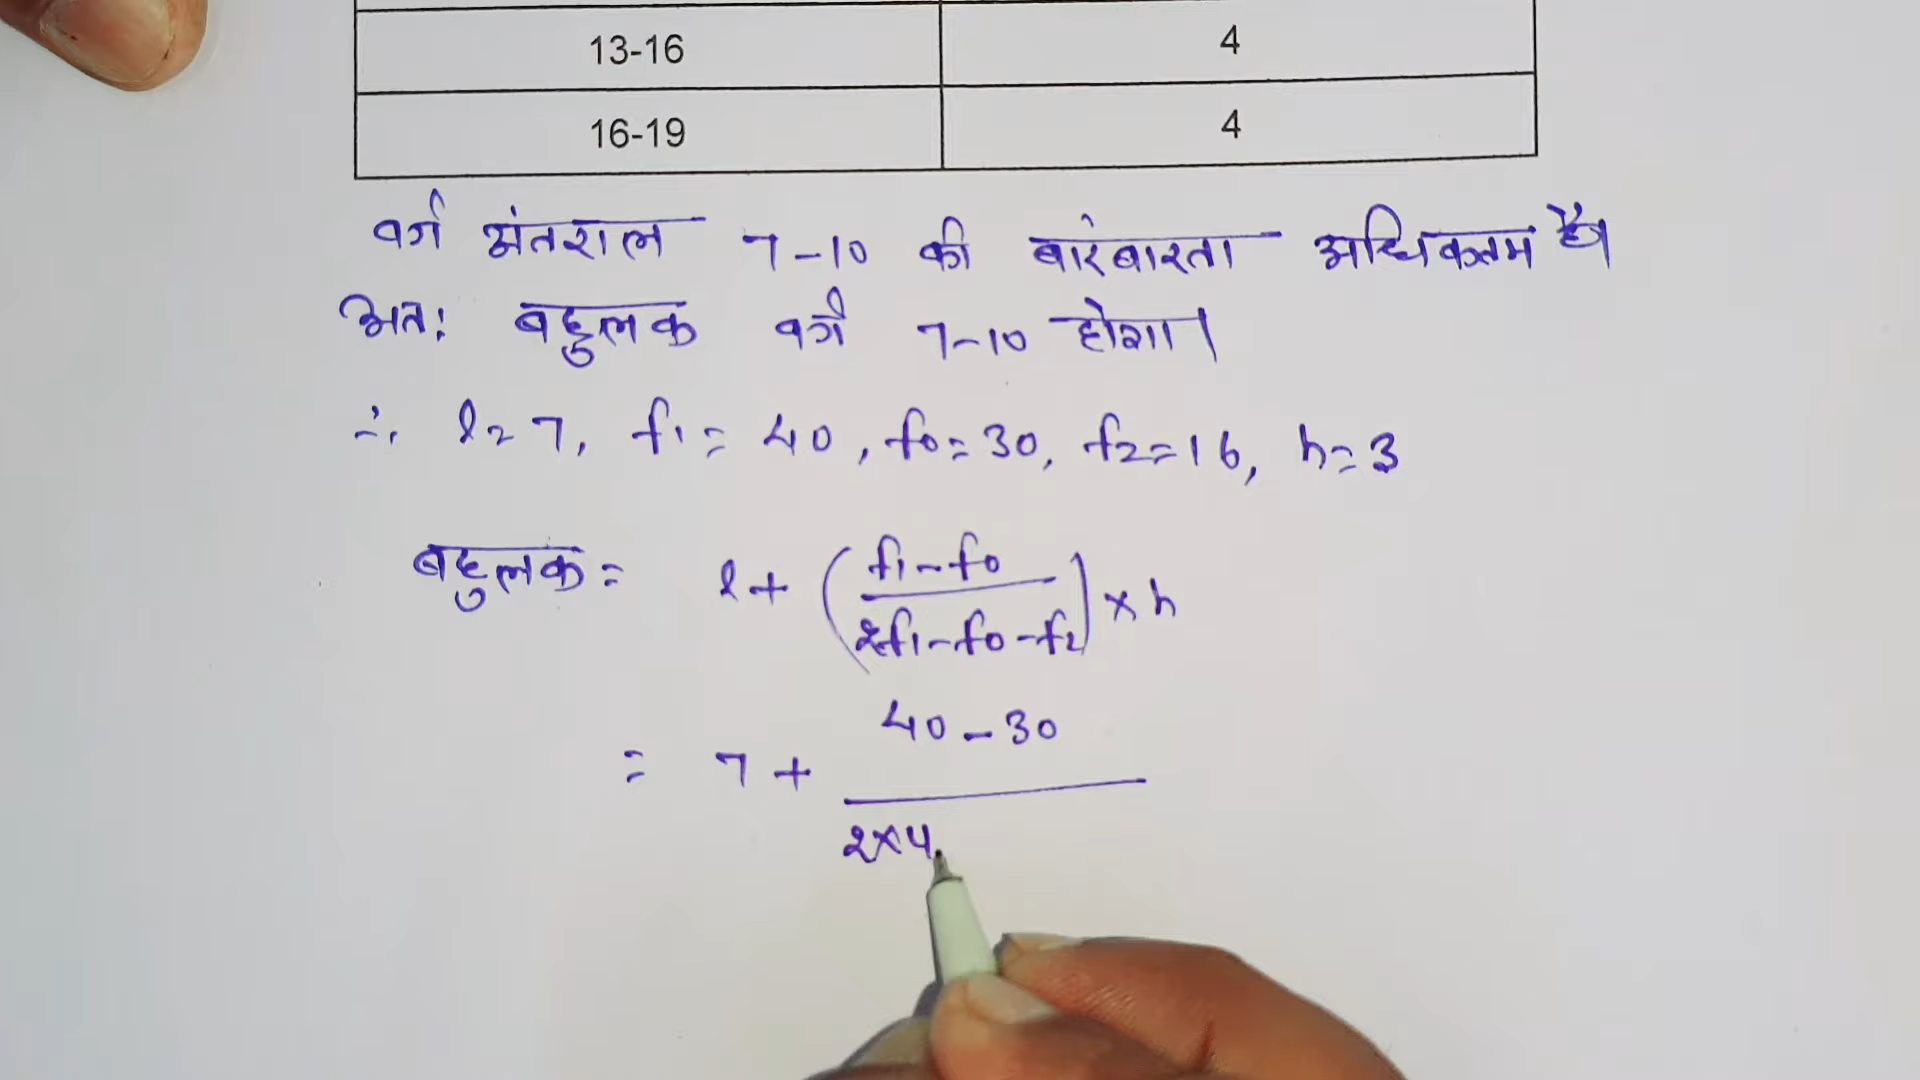 13-16 4
16-19 4
वर्ग अंतराल 7-10 की बारंबारता अधिकतम है।
अतः बहुलक वर्ग 7-10 होगा।
∴ l = 7, f1 = 40, f0 = 30, f2 = 16, h = 3
बहुलक = l + (f1 - f0 / 2f1 - f0 - f2) × h
= 7 + 40 - 30 / 2×4